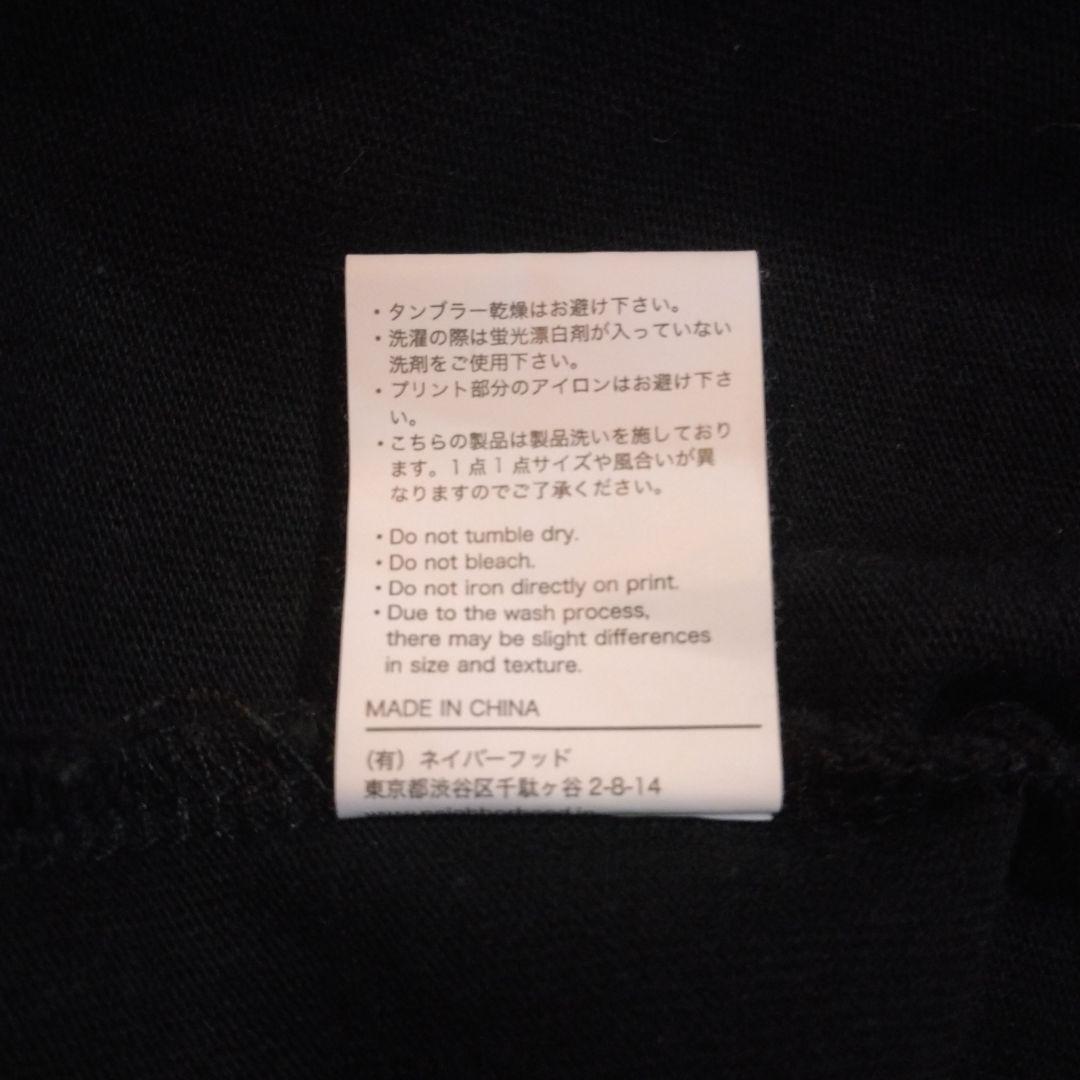 ・タンブラー乾燥はお避け下さい。
・洗濯の際は蛍光漂白剤が入っていない
洗剤をご使用下さい。
・プリント部分のアイロンはお避け下さ
い。
・こちらの製品は製品洗いを施しており
ます。1点1点サイズや風合いが異
なりますのでご了承ください。
・Do not tumble dry.
・Do not bleach.
・Do not iron directly on print.
・Due to the wash process,
there may be slight differences
in size and texture.
MADE IN CHINA
(有) ネイバーフッド
東京都渋谷区千駄ヶ谷 2-8-14